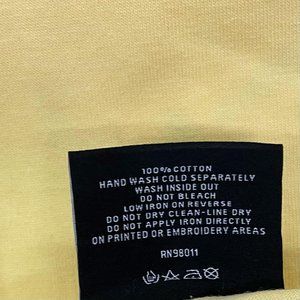 100% COTTON
HAND WASH COLD SEPARATELY
WASH INSIDE OUT
DO NOT BLEACH
LOW IRON ON REVERSE
DO NOT DRY CLEAN-LINE DRY
DO NOT APPLY IRON DIRECTLY
ON PRINTED OR EMBROIDERY AREAS
RN98011